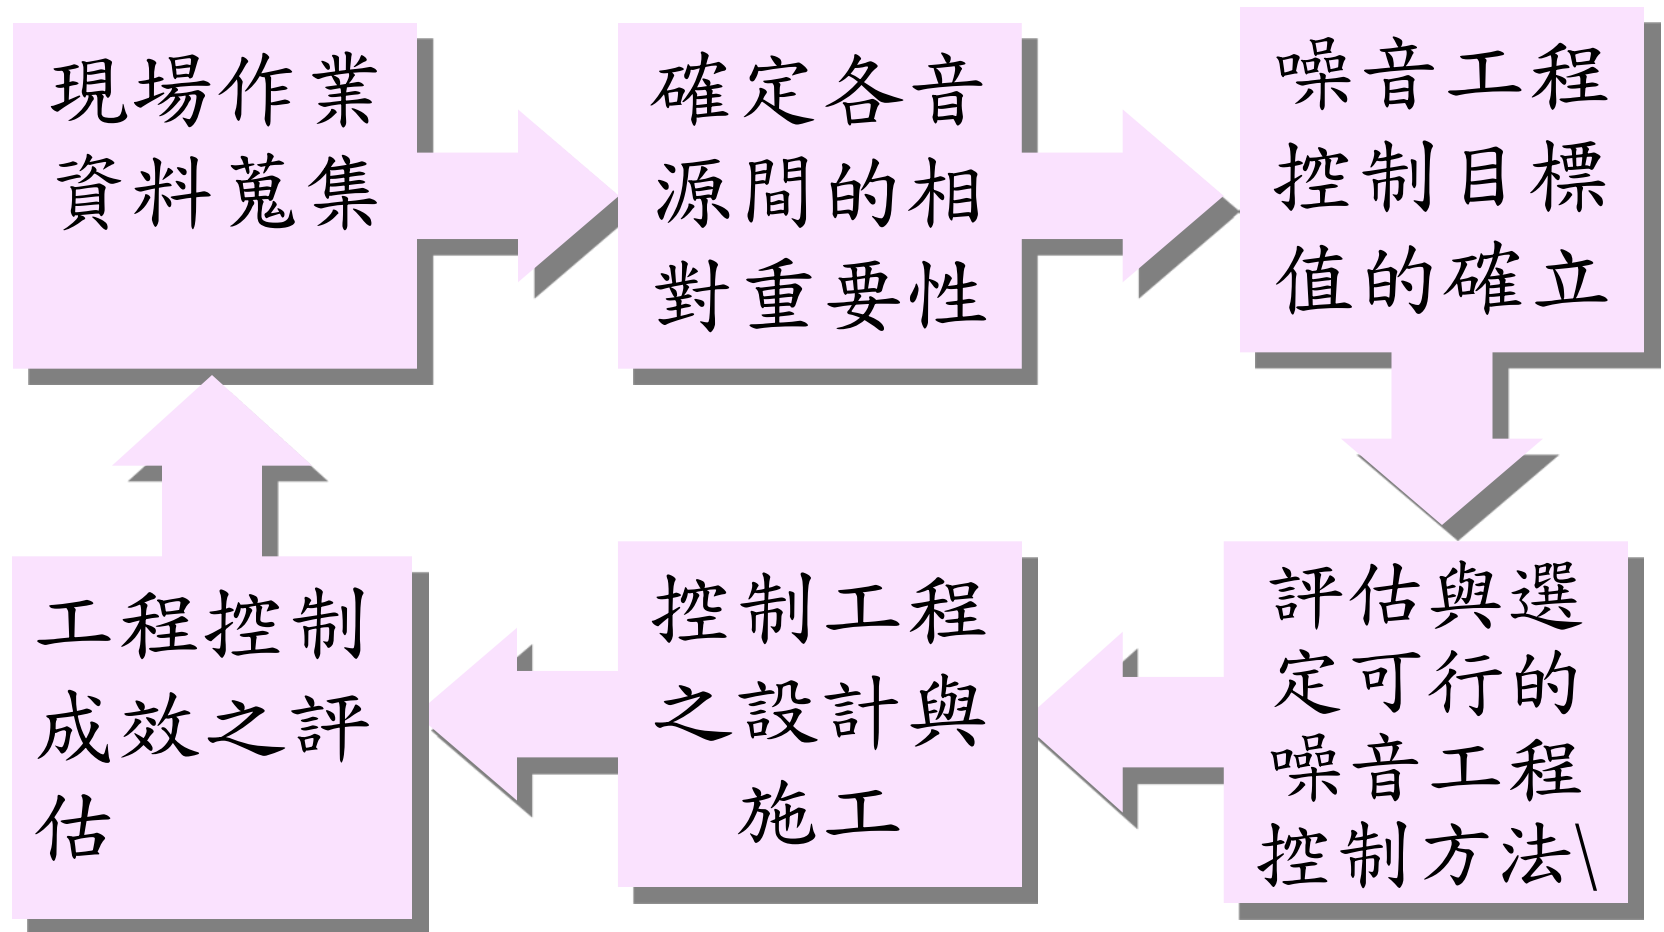 現場作業
資料蒐集
確定各音
源間的相
對重要性
噪音工程
控制目標
值的確立
評估與選
定可行的
噪音工程
控制方法\
控制工程
之設計與
施工
工程控制
成效之評
估